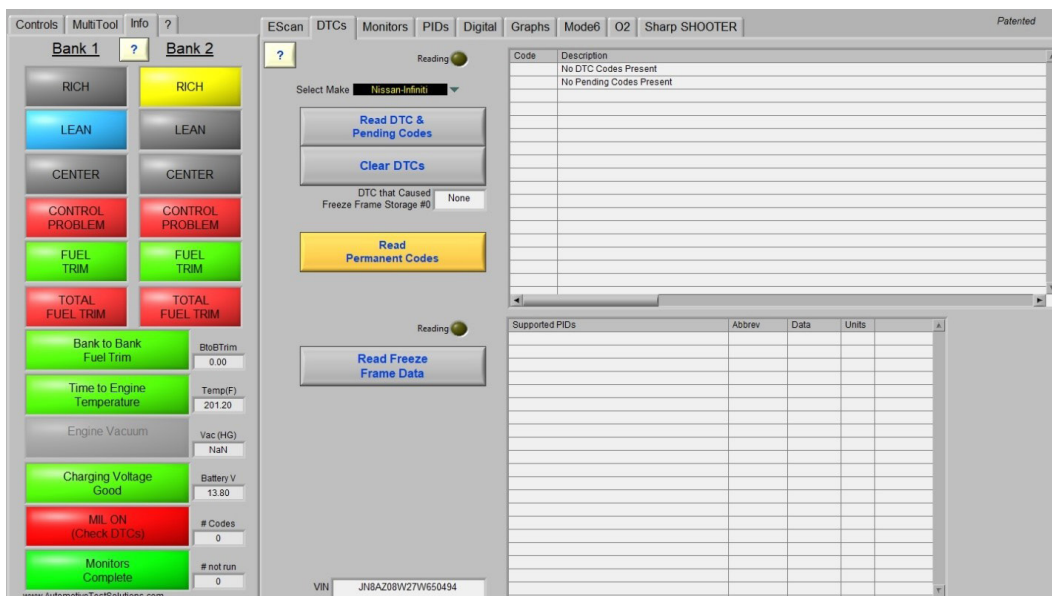 Controls MultiTool Info ?
EScan DTCs Monitors PIDs Digital Graphs Mode6 O2 Sharp SHOOTER
Patented
Bank 1 ? Bank 2
RICH RICH
LEAN LEAN
CENTER CENTER
CONTROL PROBLEM CONTROL PROBLEM
FUEL TRIM FUEL TRIM
TOTAL FUEL TRIM TOTAL FUEL TRIM
Bank to Bank
Fuel Trim
BtoBTrim
0.00
Time to Engine
Temperature
Temp(F)
201.20
Engine Vacuum
Vac (HG)
NaN
Charging Voltage
Good
Battery V
13.80
MIL ON
(Check DTCs)
# Codes
0
Monitors
Complete
# not run
0
www.AutomotiveTestSolutions.com
?
Reading
Select Make Nissan-Infiniti
Read DTC &
Pending Codes
Clear DTCs
DTC that Caused
Freeze Frame Storage #0
None
Read
Permanent Codes
Reading
Read Freeze
Frame Data
VIN JN8AZ08W27W650494
Code Description
No DTC Codes Present
No Pending Codes Present
Supported PIDs Abbrev Data Units